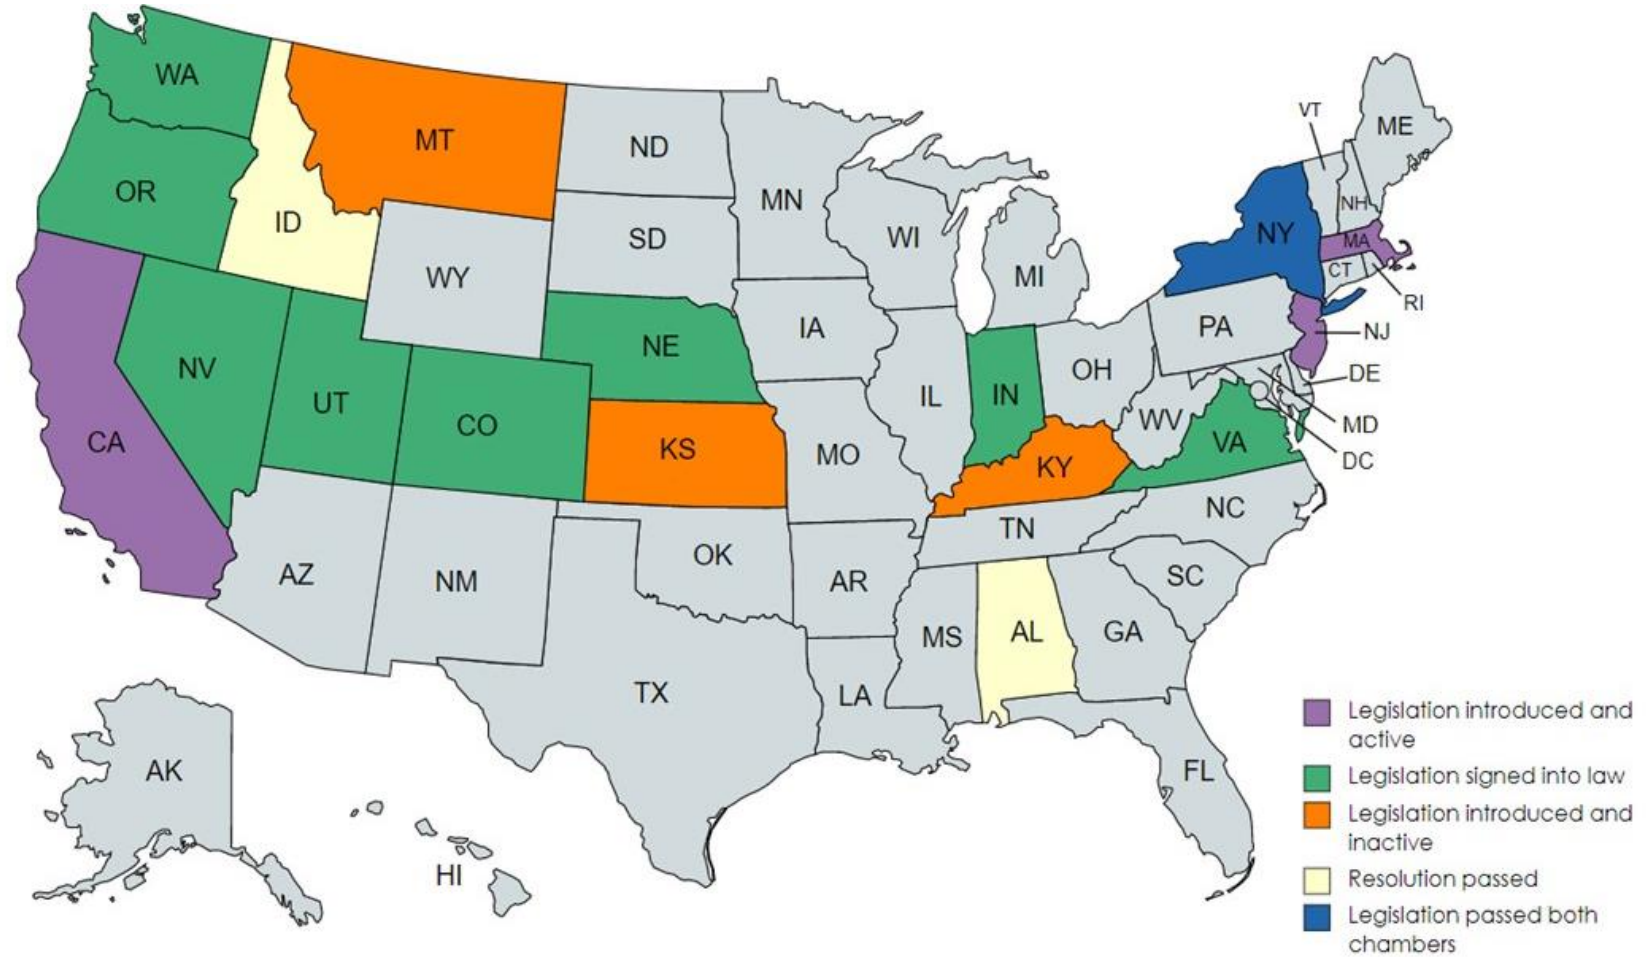 WA
MT
ND
VT
ME
OR
ID
MN
NH
SD
WI
NY
MA
WY
MI
CT
RI
IA
PA
NJ
NE
NV
OH
DE
UT
IL
IN
CO
WV
MD
CA
KS
MO
KY
VA
DC
NC
TN
OK
AZ
NM
AR
SC
MS
AL
GA
TX
LA
AK
FL
HI
Legislation introduced and
active
Legislation signed into law
Legislation introduced and
inactive
Resolution passed
Legislation passed both
chambers